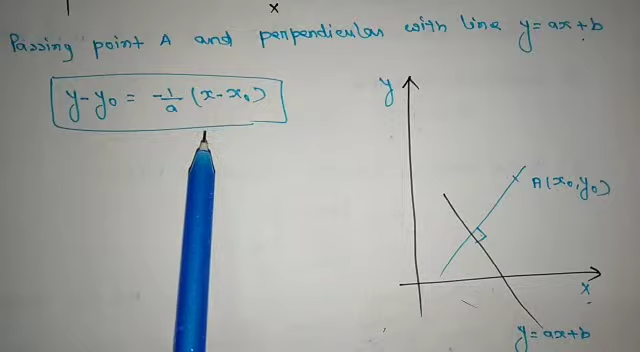 x
Passing point A and perpendicular with line y = ax + b
y - y₀ = -1/a (x - x₀)
y
A(x₀, y₀)
x
y = ax + b